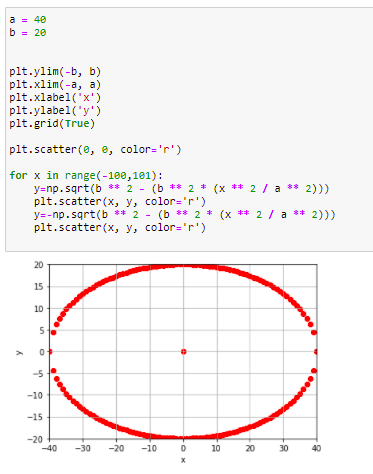 a = 40
b = 20
plt.ylim(-b, b)
plt.xlim(-a, a)
plt.xlabel('x')
plt.ylabel('y')
plt.grid(True)
plt.scatter(0, 0, color='r')
for x in range(-100,101):
    y=np.sqrt(b ** 2 - (b ** 2 * (x ** 2 / a ** 2)))
    plt.scatter(x, y, color='r')
    y=-np.sqrt(b ** 2 - (b ** 2 * (x ** 2 / a ** 2)))
    plt.scatter(x, y, color='r')
20
15
10
5
0
−5
−10
−15
−20
y
−40 −30 −20 −10 0 10 20 30 40
x